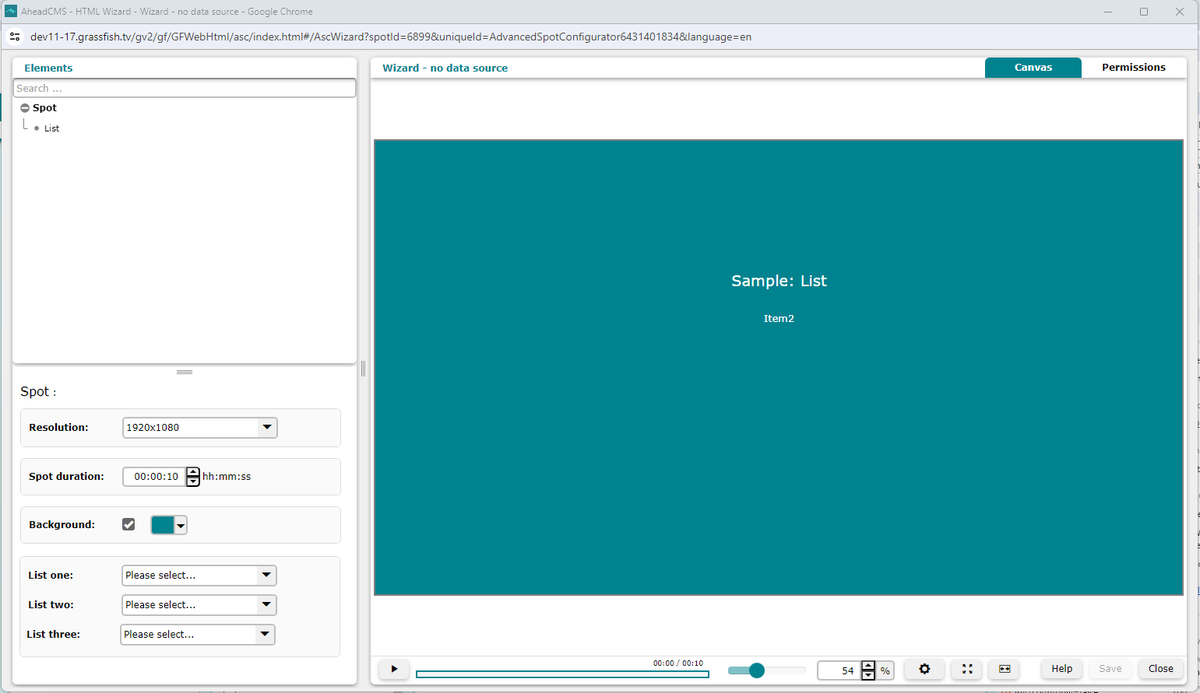 AheadCMS - HTML Wizard - Wizard - no data source - Google Chrome
dev11-17.grassfish.tv/gv2/gf/GFWebHtml/asc/index.html#/AscWizard?spotId=6899&uniqueId=AdvancedSpotConfigurator6431401834&language=en
Elements
Search ...
Spot
List
Spot :
Resolution: 1920x1080
Spot duration: 00:00:10 hh:mm:ss
Background:
List one: Please select...
List two: Please select...
List three: Please select...
Wizard - no data source
Canvas Permissions
Sample: List
Item2
00:00 / 00:10
54 %
Help Save Close